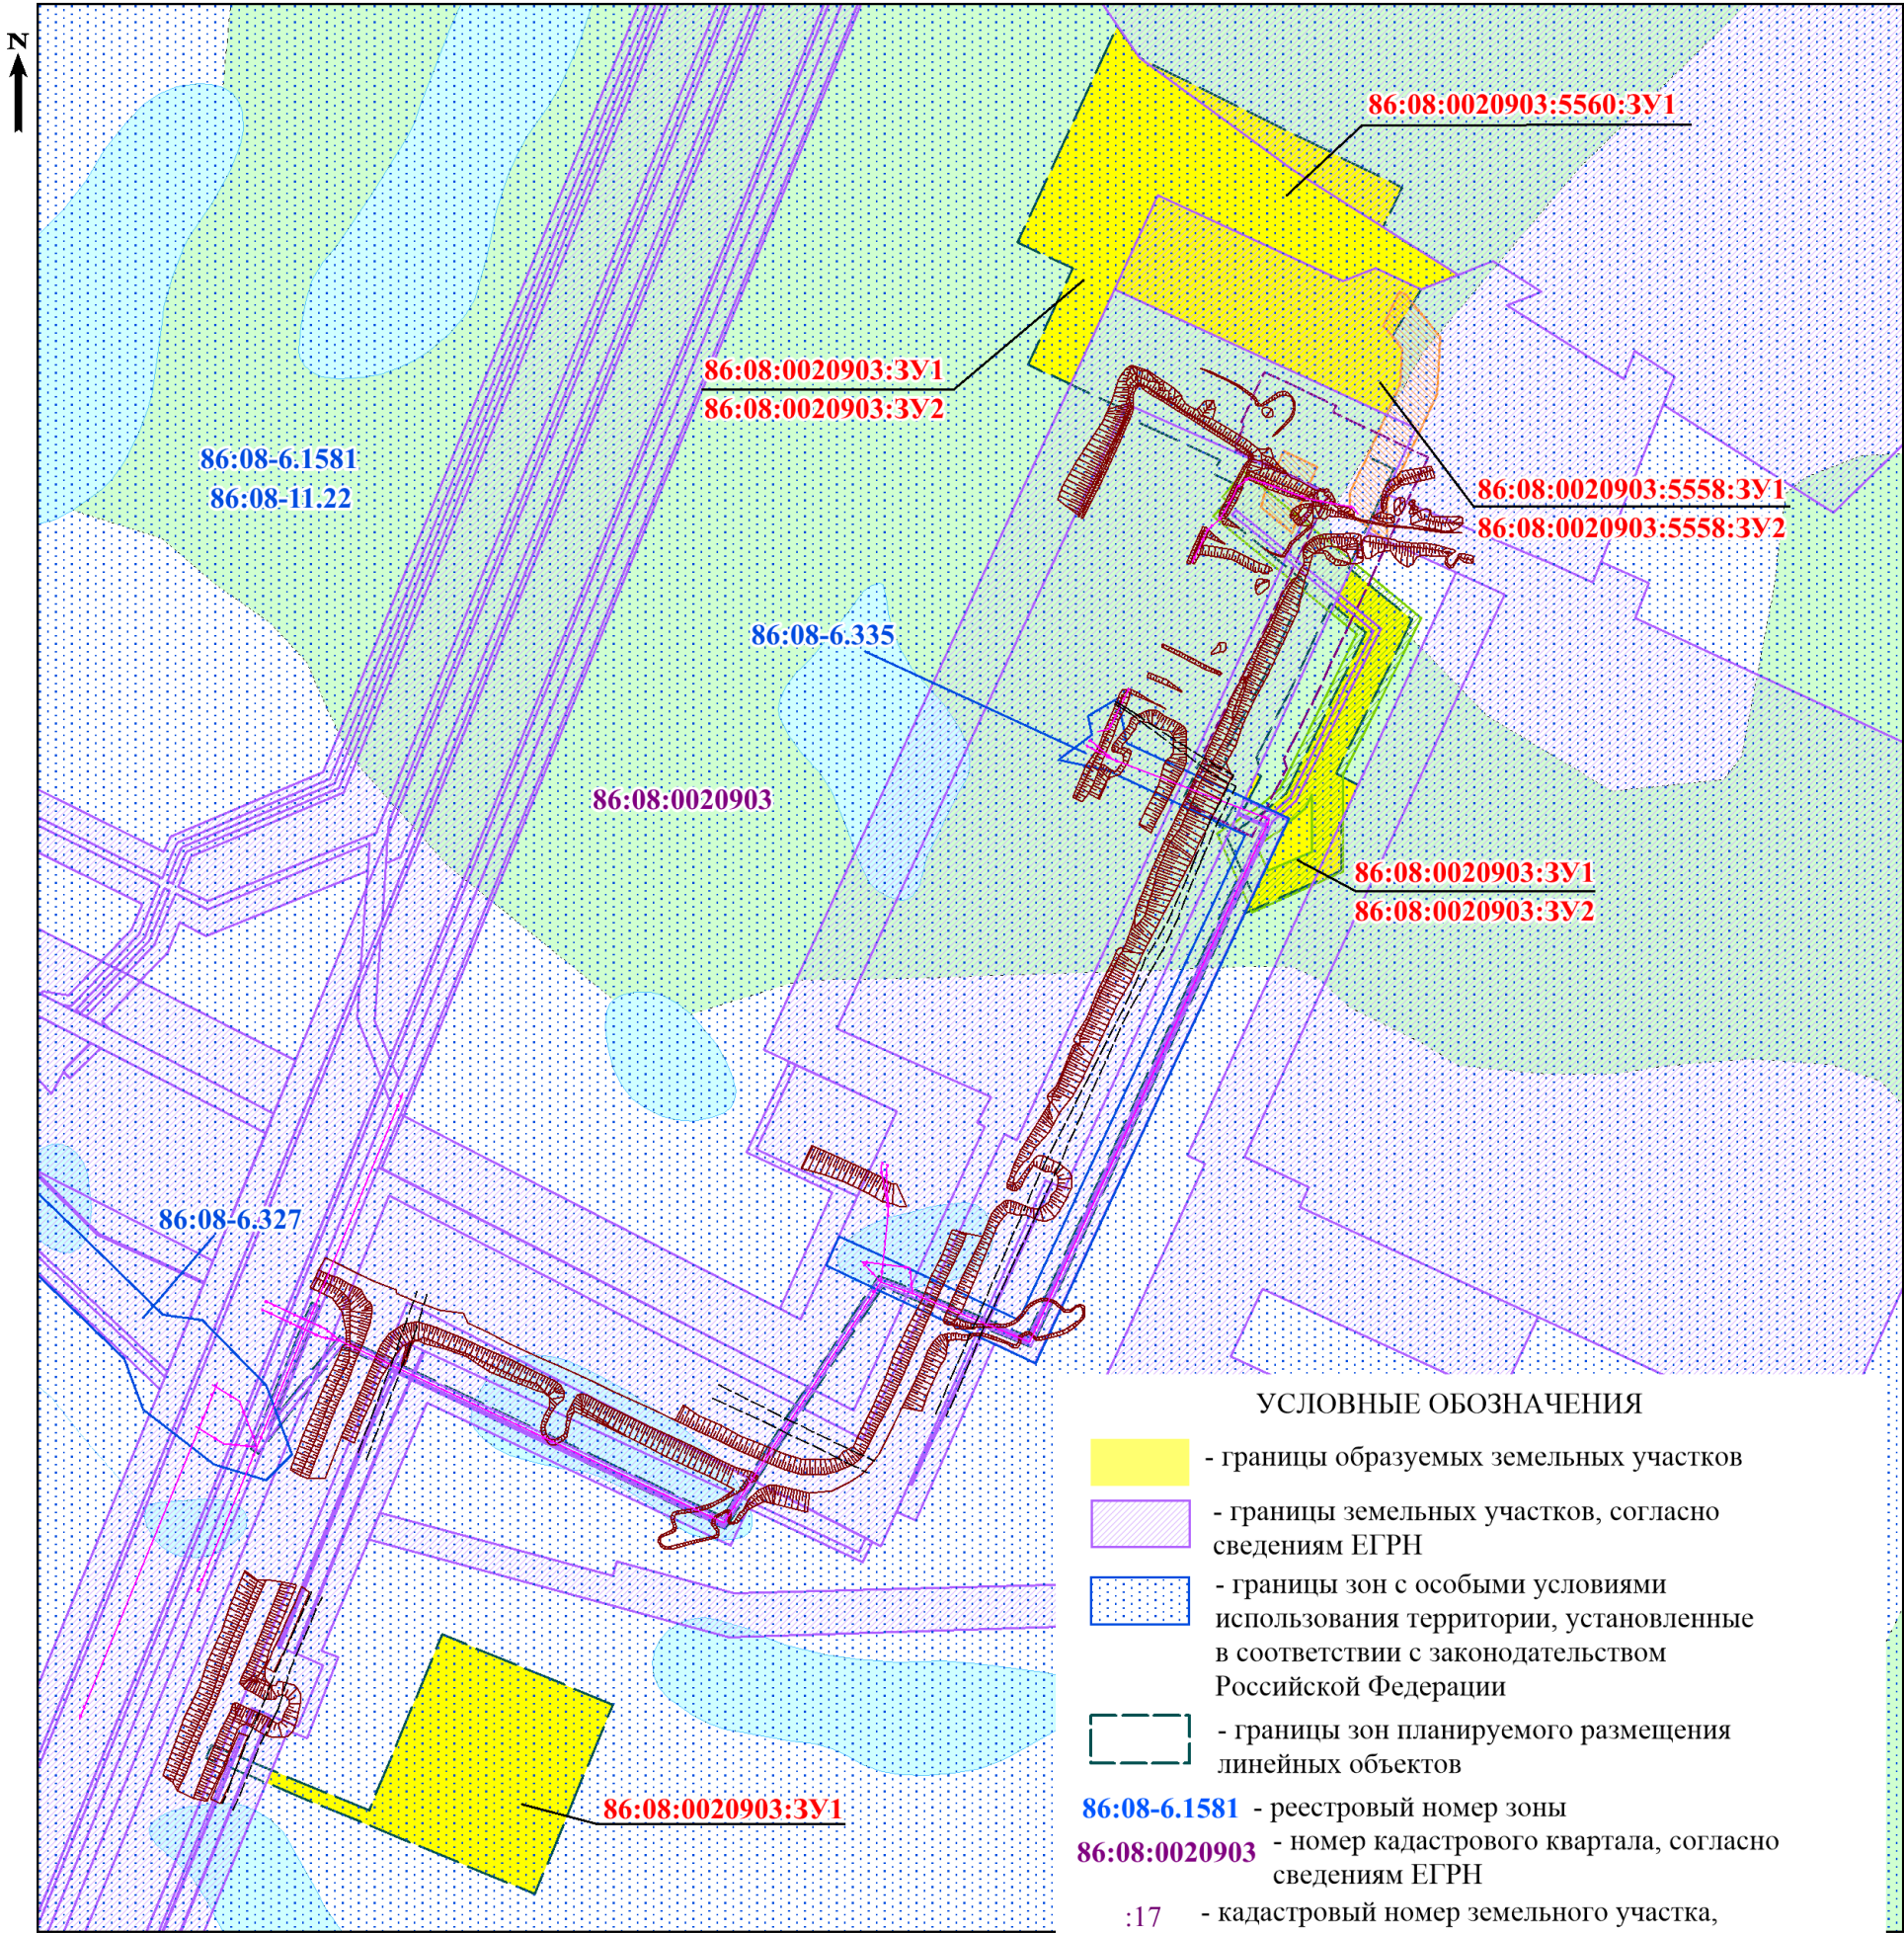 N
86:08:0020903:5560:ЗУ1
86:08:0020903:ЗУ1
86:08:0020903:ЗУ2
86:08-6.1581
86:08-11.22
86:08:0020903:5558:ЗУ1
86:08:0020903:5558:ЗУ2
86:08-6.335
86:08:0020903
86:08:0020903:ЗУ1
86:08:0020903:ЗУ2
86:08-6.327
86:08:0020903:ЗУ1
УСЛОВНЫЕ ОБОЗНАЧЕНИЯ
- границы образуемых земельных участков
- границы земельных участков, согласно
сведениям ЕГРН
- границы зон с особыми условиями
использования территории, установленные
в соответствии с законодательством
Российской Федерации
- границы зон планируемого размещения
линейных объектов
86:08-6.1581 - реестровый номер зоны
86:08:0020903 - номер кадастрового квартала, согласно
сведениям ЕГРН
:17 - кадастровый номер земельного участка,